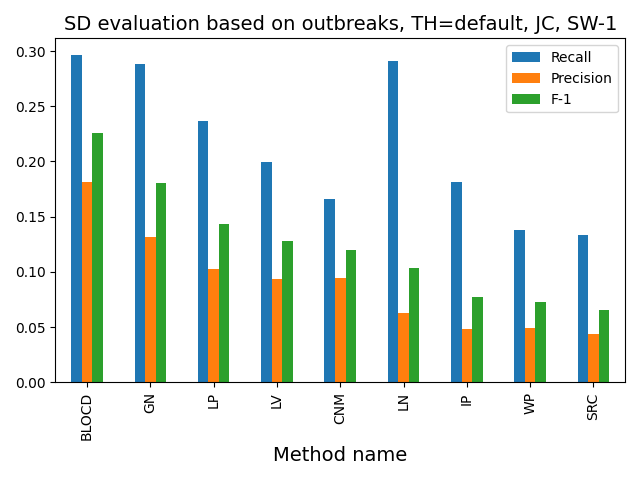 SD evaluation based on outbreaks, TH=default, JC, SW-1
Recall
Precision
F-1
0.30
0.25
0.20
0.15
0.10
0.05
0.00
BLOCD
GN
LP
LV
CNM
LN
IP
WP
SRC
Method name